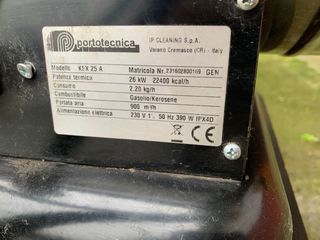 portotecnica
IP CLEANING S.p.A.
Vaiano Cremasco (CR) - Italy
Modello K5X 25 A
Matricola Nr. 231602800169 GEN
Potenza termica 26 kW 22400 kcal/h
Consumo 2.20 kg/h
Combustibile Gasolio/Kerosene
Portata aria 900 m³/h
Alimentazione elettrica 230 V 1~ 50 Hz 390 W IPX4D
CE